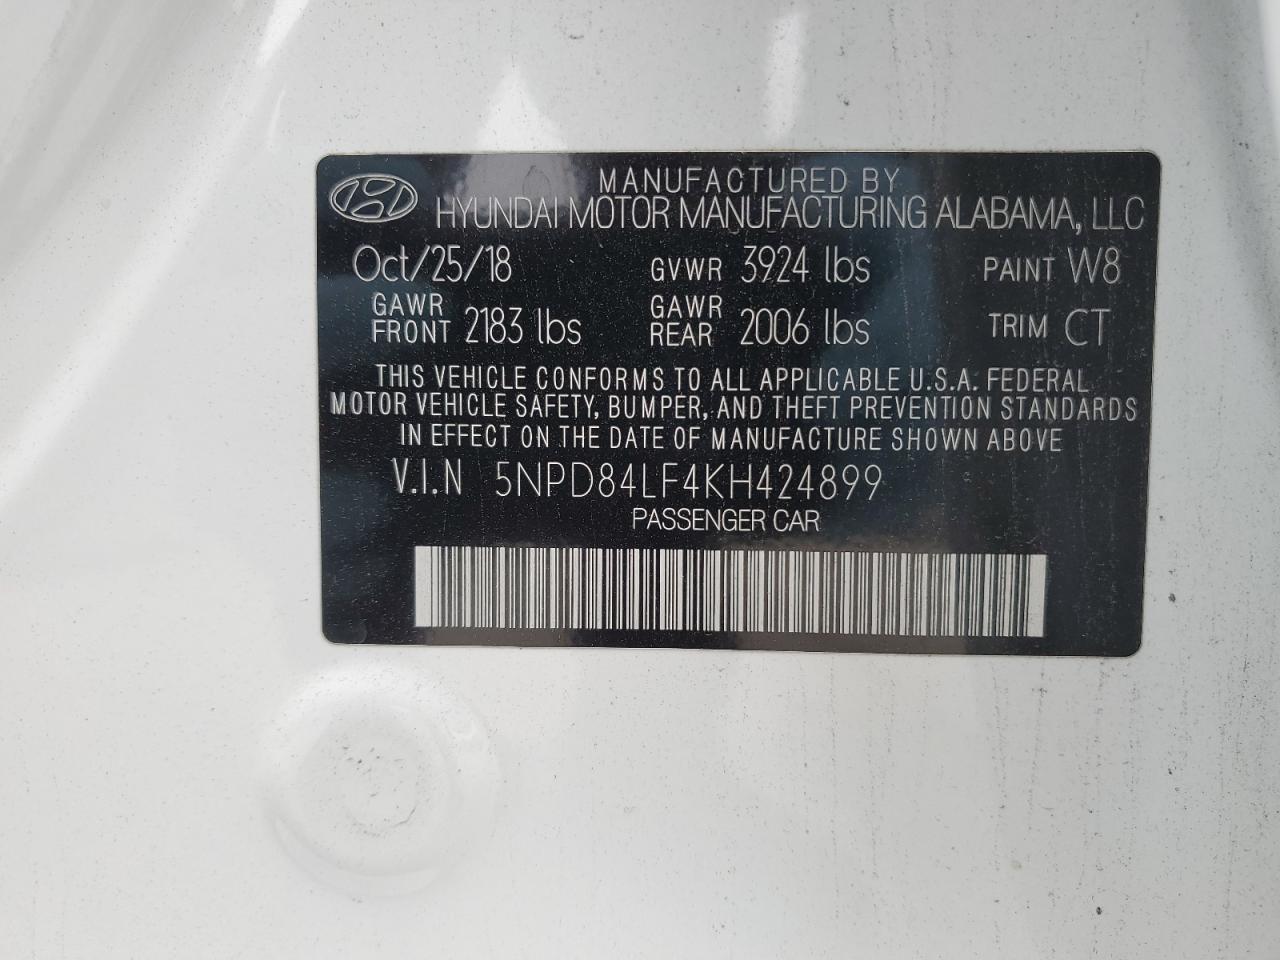 MANUFACTURED BY
HYUNDAI MOTOR MANUFACTURING ALABAMA, LLC
Oct/25/18 GVWR 3924 lbs PAINT W8
GAWR FRONT 2183 lbs GAWR REAR 2006 lbs TRIM CT
THIS VEHICLE CONFORMS TO ALL APPLICABLE U.S.A. FEDERAL
MOTOR VEHICLE SAFETY, BUMPER, AND THEFT PREVENTION STANDARDS
IN EFFECT ON THE DATE OF MANUFACTURE SHOWN ABOVE
V.I.N 5NPD84LF4KH424899
PASSENGER CAR